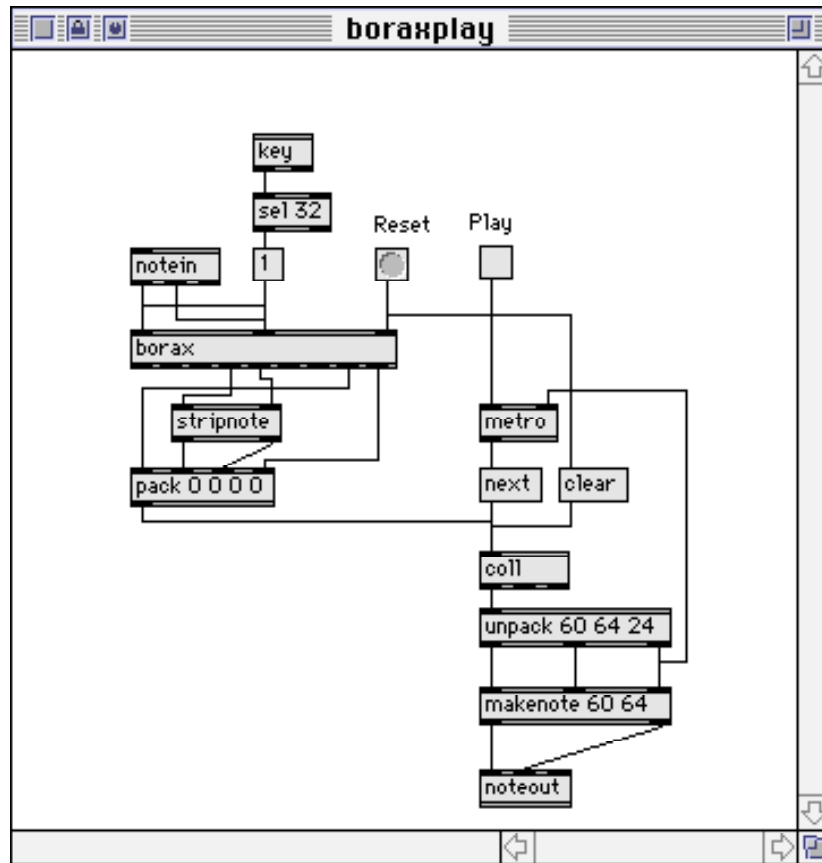 boraxplay
key
sel 32
Reset
Play
notein
1
borax
stripnote
metro
pack 0 0 0 0
next
clear
coll
unpack 60 64 24
makenote 60 64
noteout